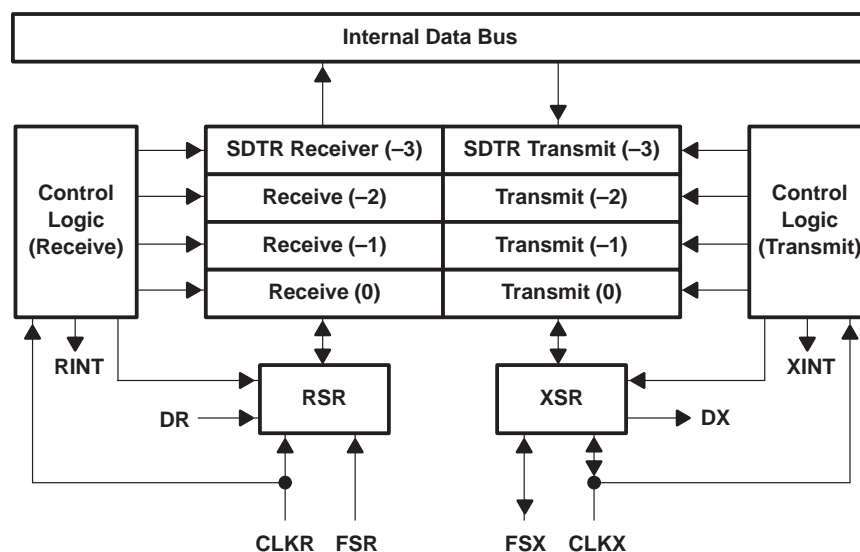 Internal Data Bus
SDTR Receiver (–3)
SDTR Transmit (–3)
Control
Logic
(Receive)
Receive (–2)
Transmit (–2)
Control
Logic
(Transmit)
Receive (–1)
Transmit (–1)
Receive (0)
Transmit (0)
RINT
XINT
RSR
XSR
DR
DX
CLKR
FSR
FSX
CLKX